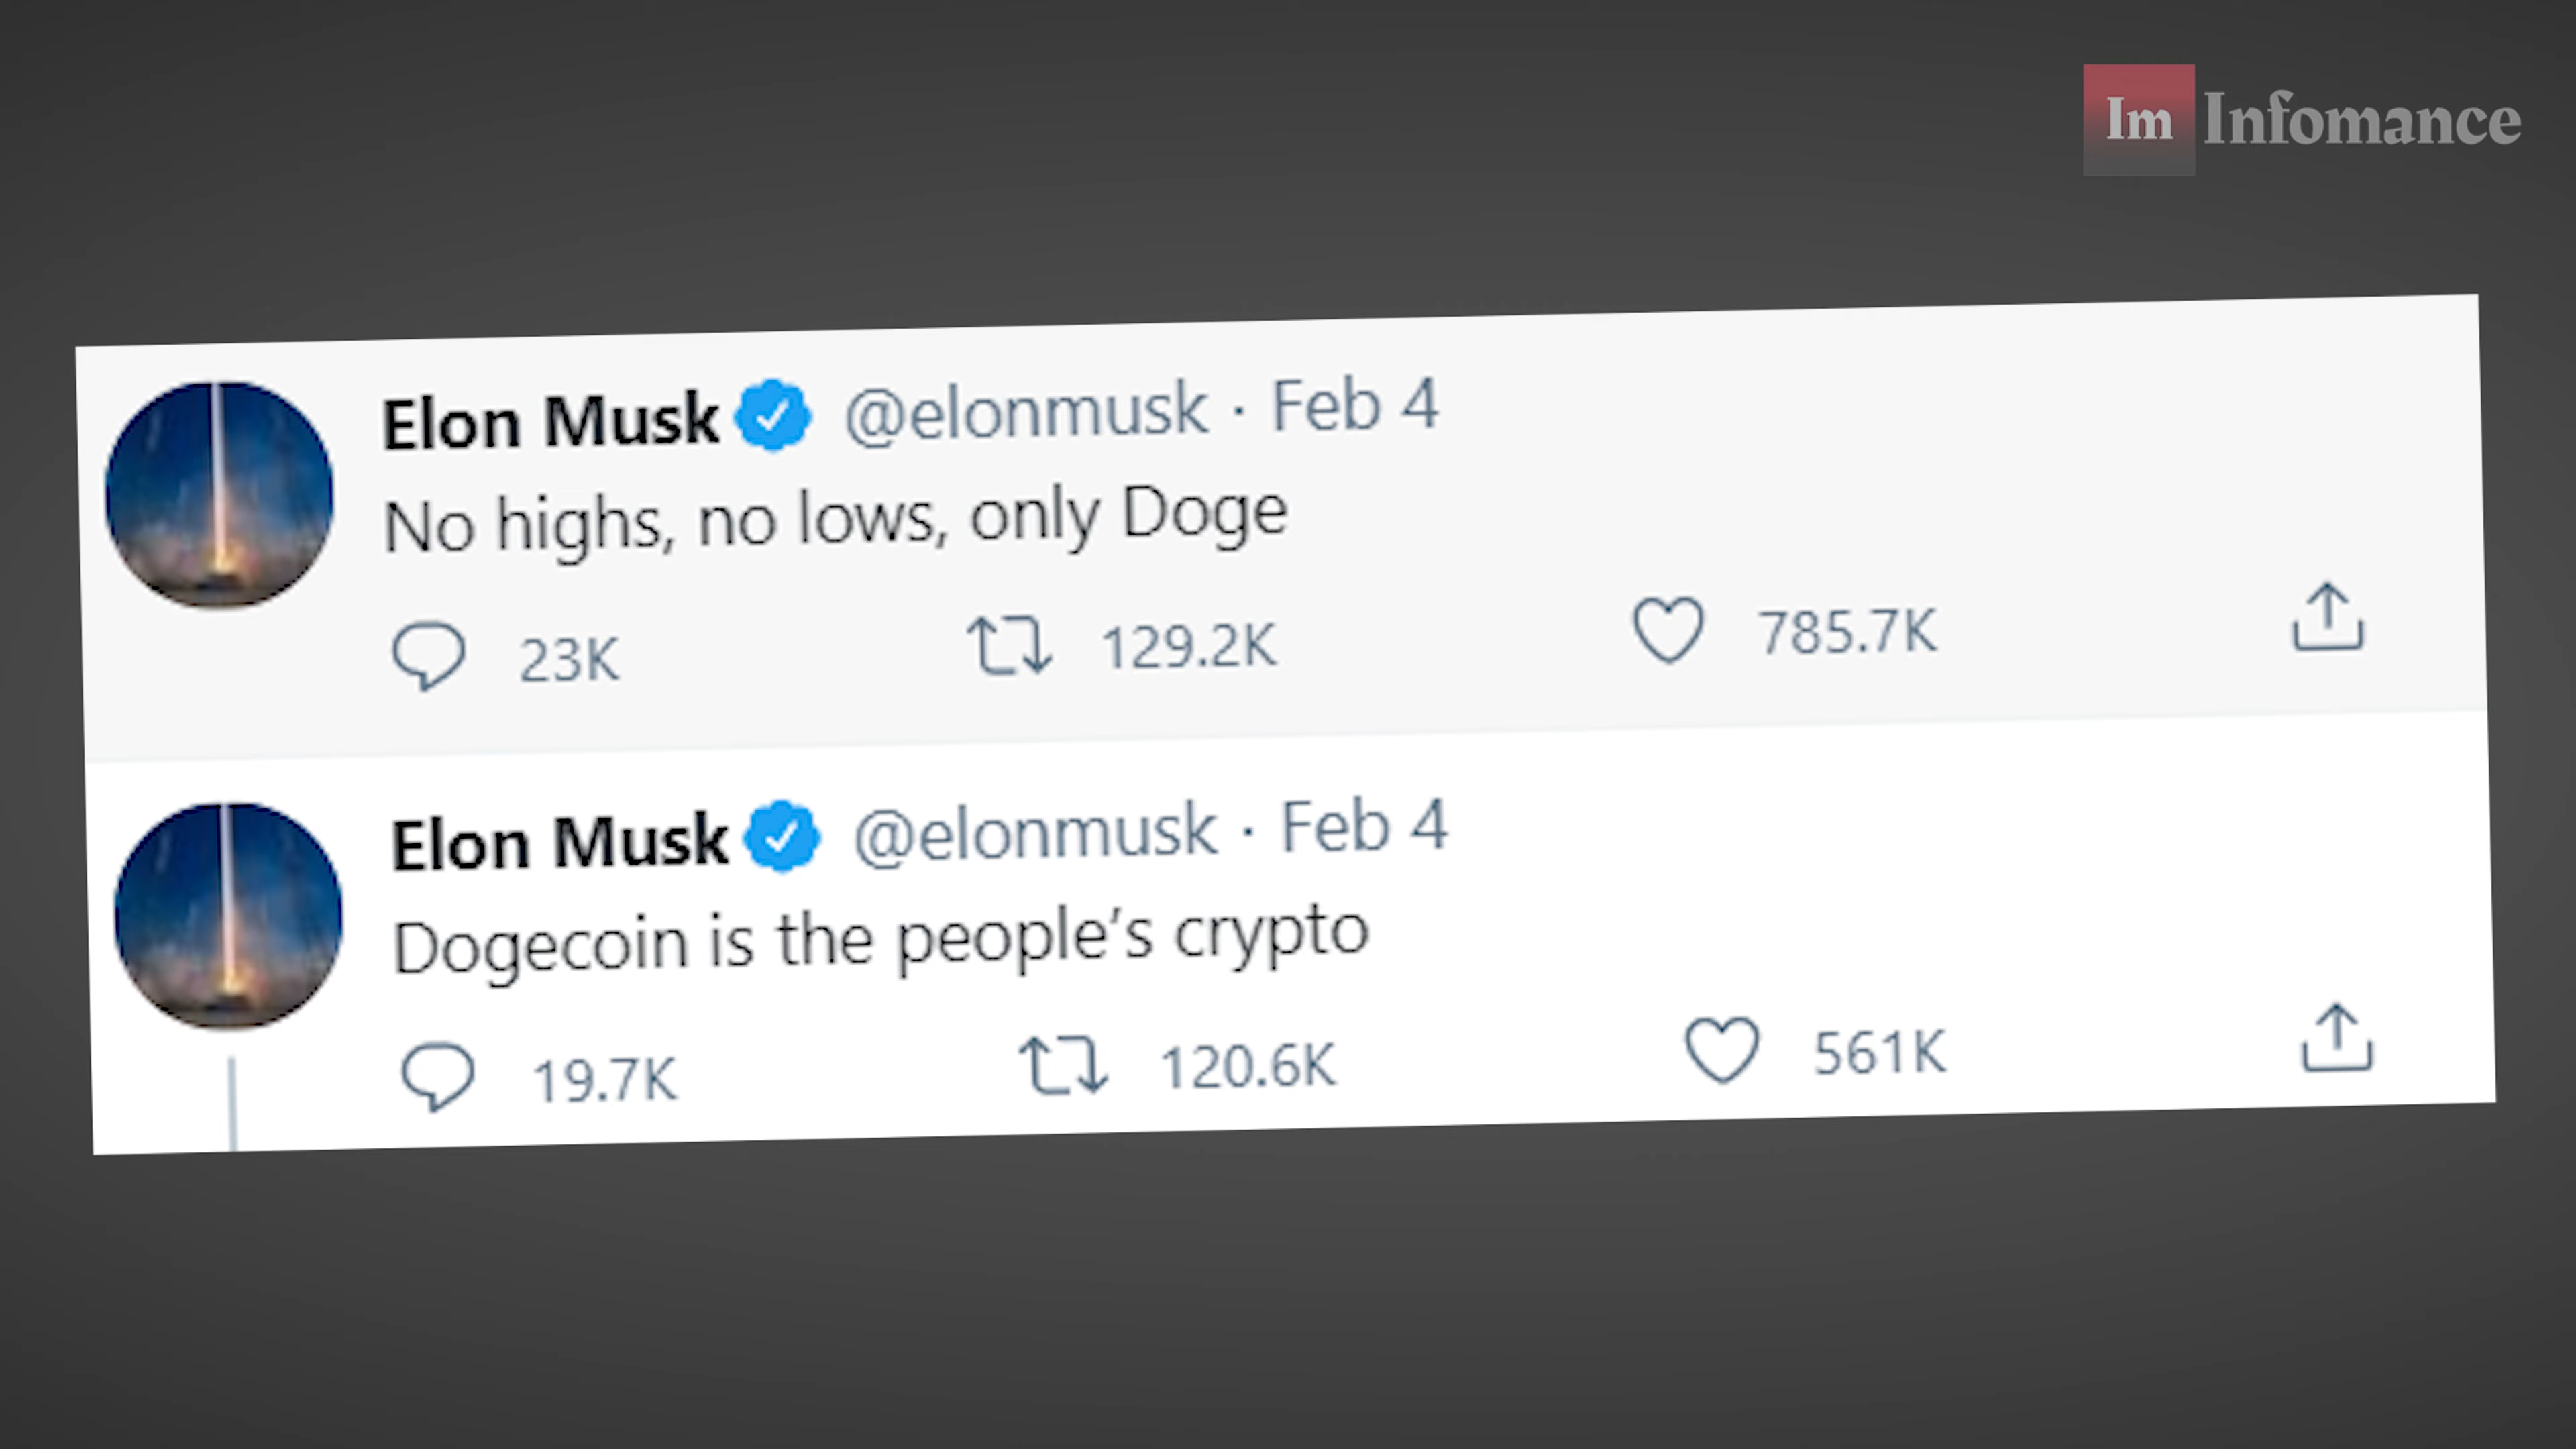 Im Infomance
Elon Musk @elonmusk · Feb 4
No highs, no lows, only Doge
23K 129.2K 785.7K
Elon Musk @elonmusk · Feb 4
Dogecoin is the people’s crypto
19.7K 120.6K 561K